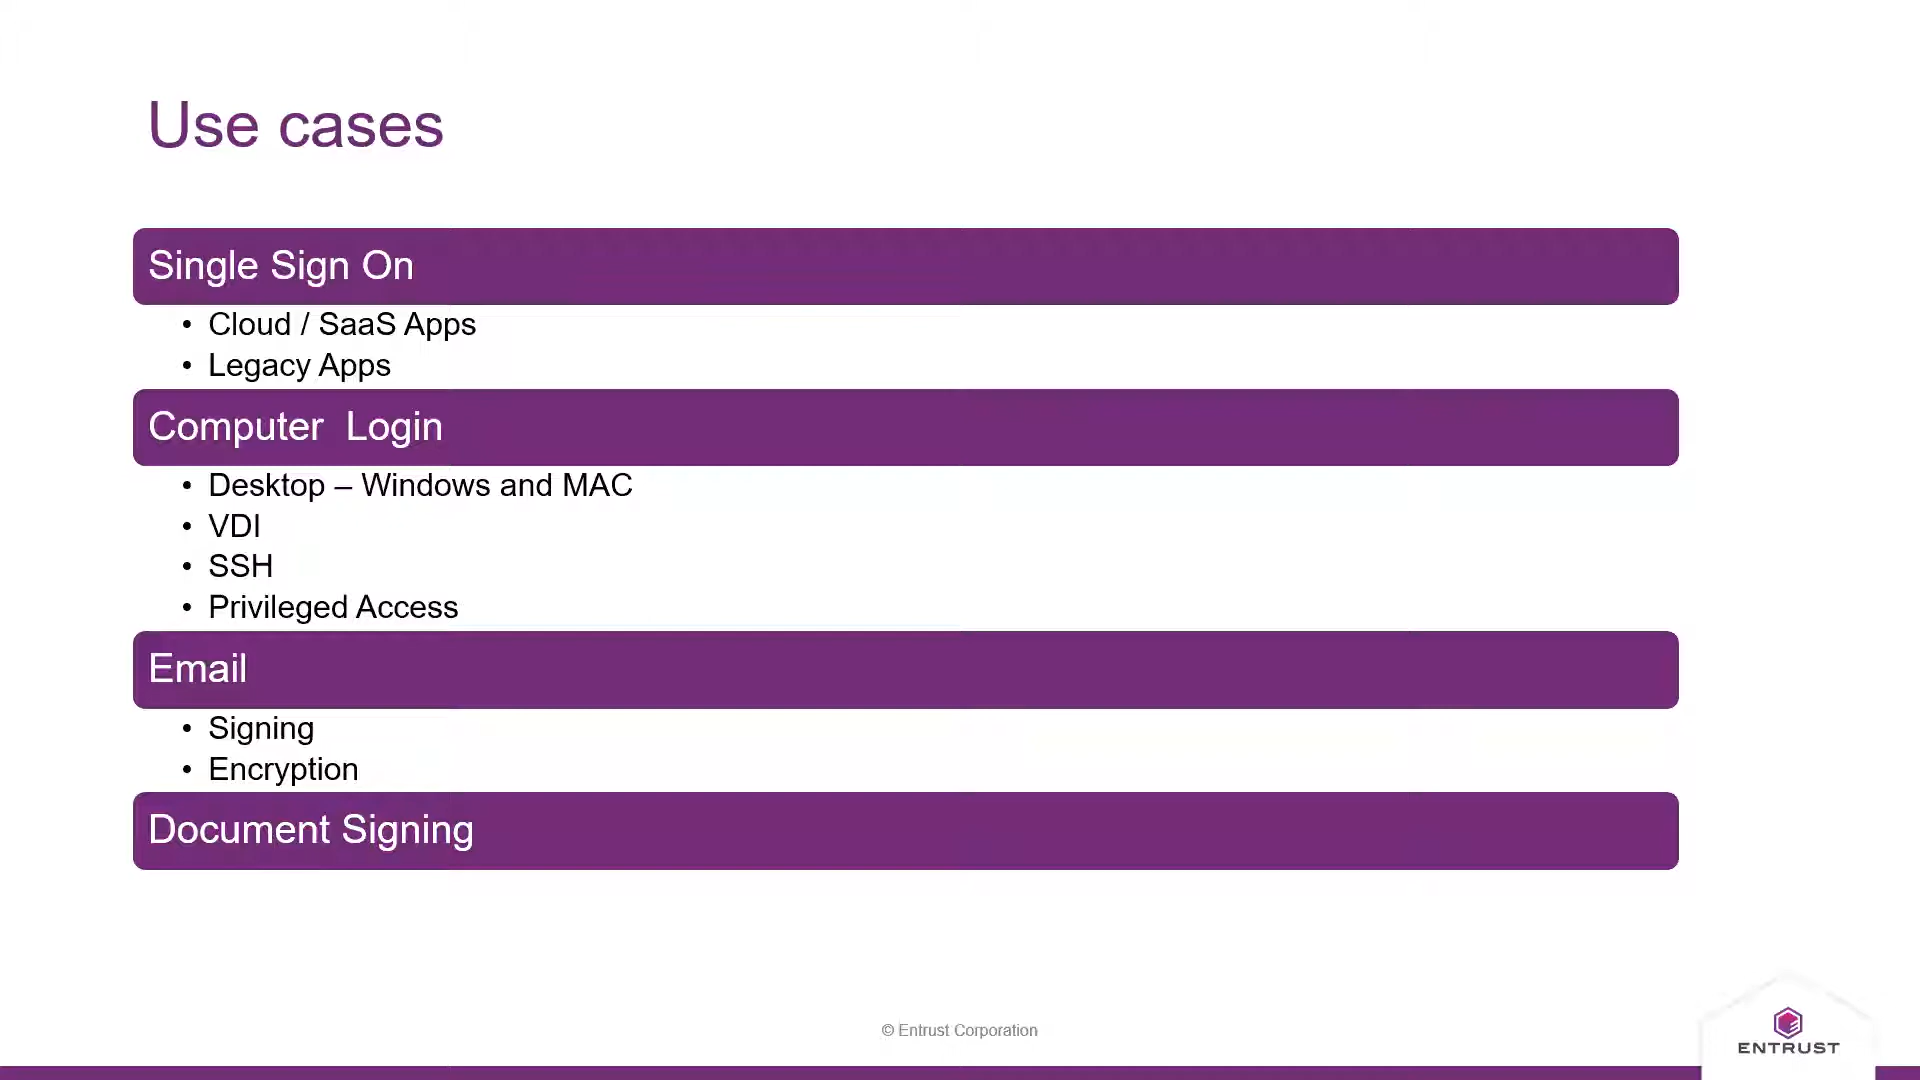 Use cases
Single Sign On
• Cloud / SaaS Apps
• Legacy Apps
Computer  Login
• Desktop – Windows and MAC
• VDI
• SSH
• Privileged Access
Email
• Signing
• Encryption
Document Signing
© Entrust Corporation
ENTRUST